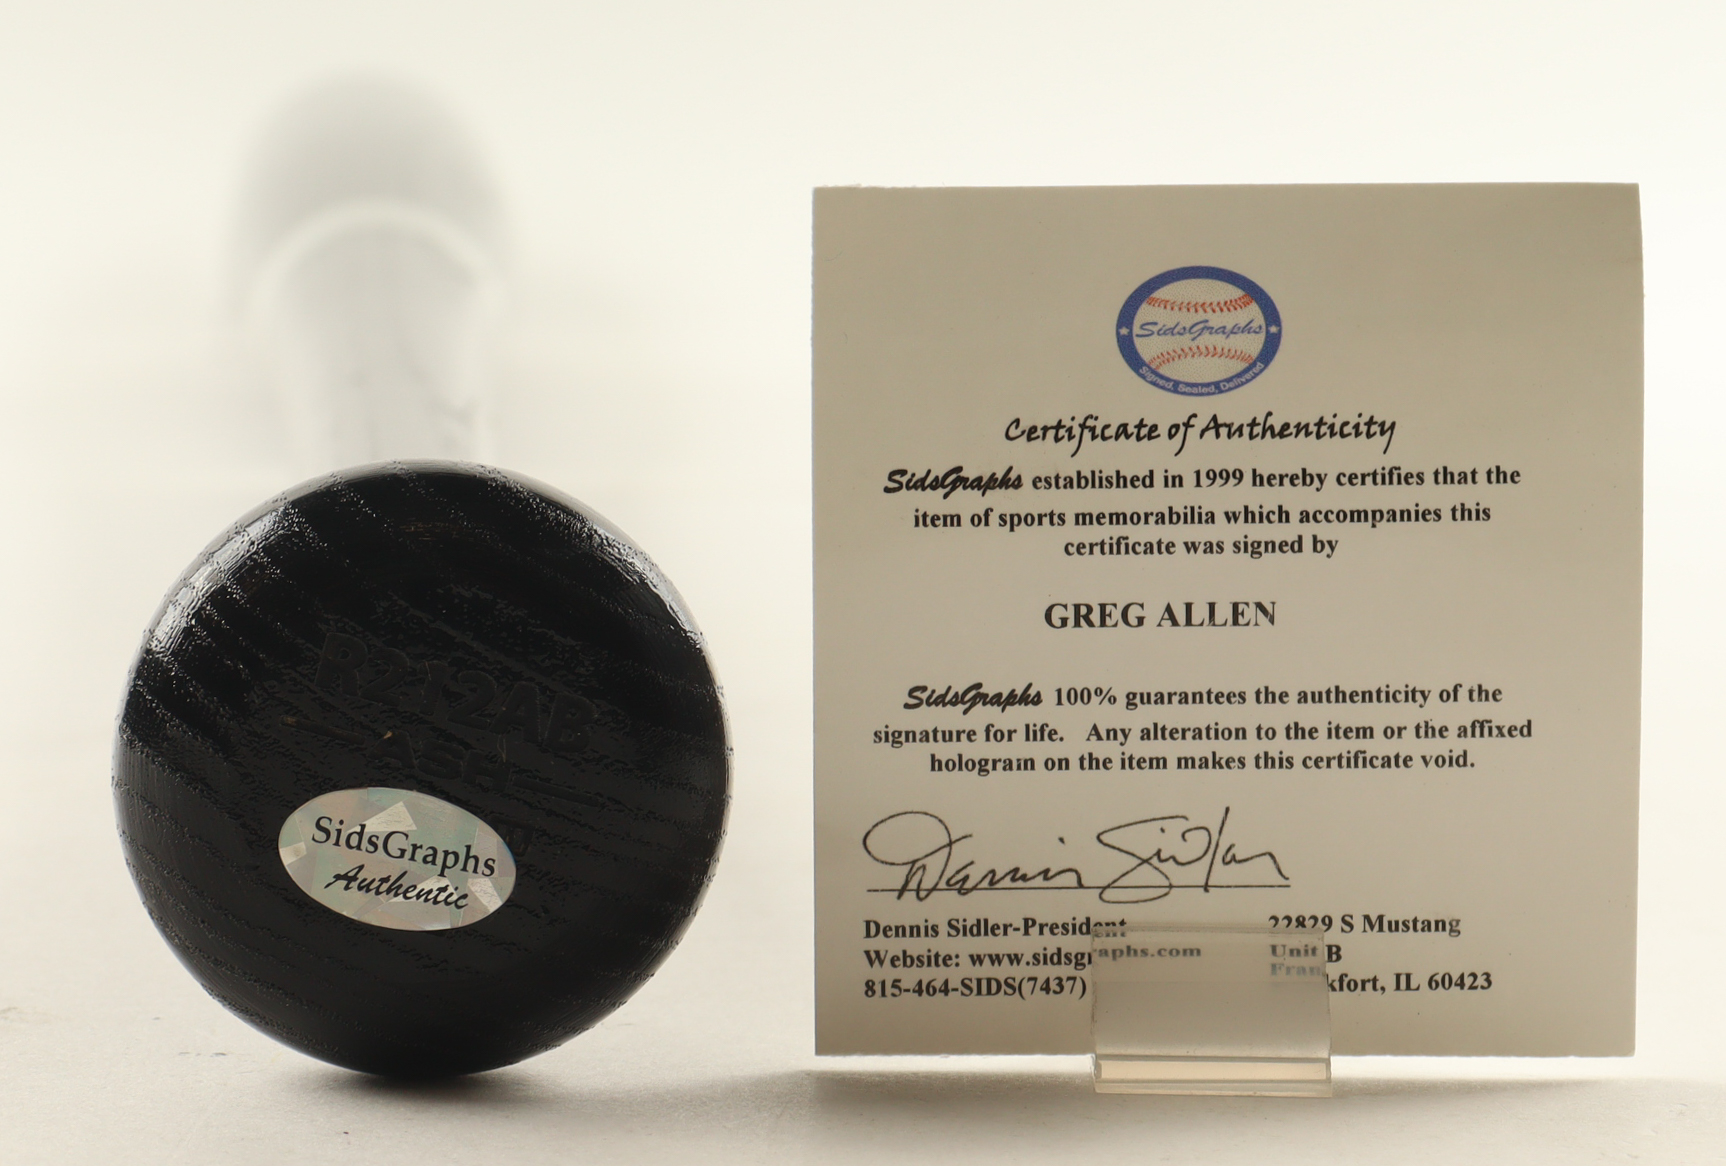 R212AB
ASH
SidsGraphs
Authentic
SidsGraphs
Signed, Sealed, Delivered
Certificate of Authenticity
SidsGraphs established in 1999 hereby certifies that the
item of sports memorabilia which accompanies this
certificate was signed by
GREG ALLEN
SidsGraphs 100% guarantees the authenticity of the
signature for life. Any alteration to the item or the affixed
hologram on the item makes this certificate void.
Dennis Sidler
Dennis Sidler-President
22829 S Mustang
Website: www.sidsgraphs.com
Unit B
815-464-SIDS(7437)
Frankfort, IL 60423